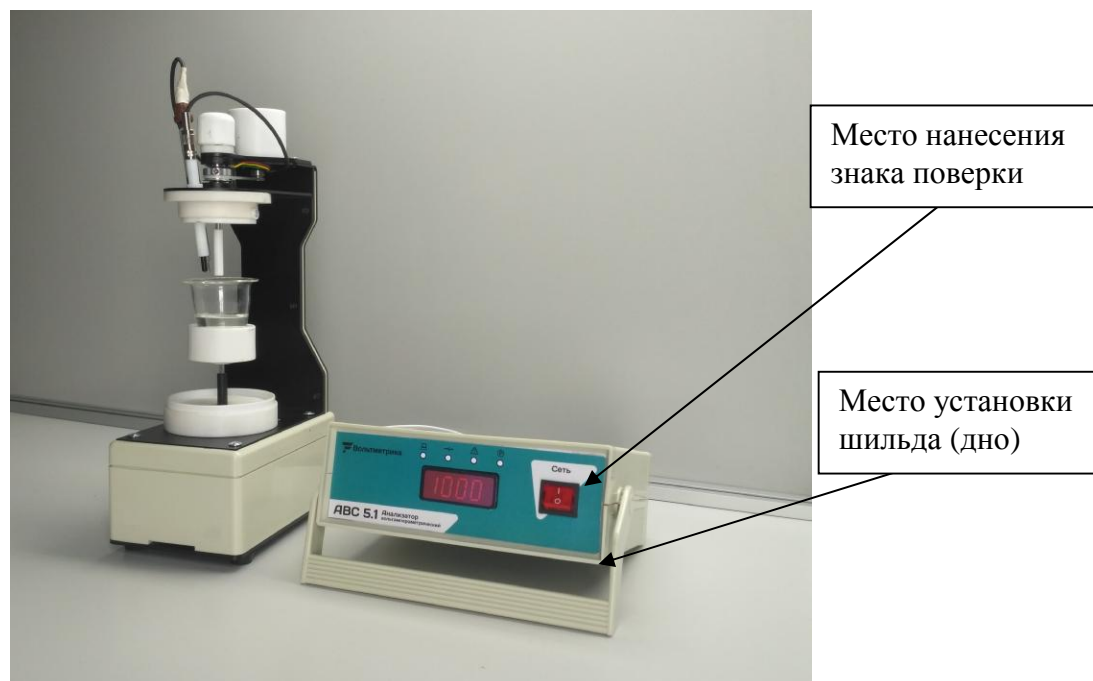 Место нанесения
знака поверки
Место установки
шильда (дно)
Вольтметрика
Сеть
1000
АВС 5.1 Анализатор
вольтамперометрический